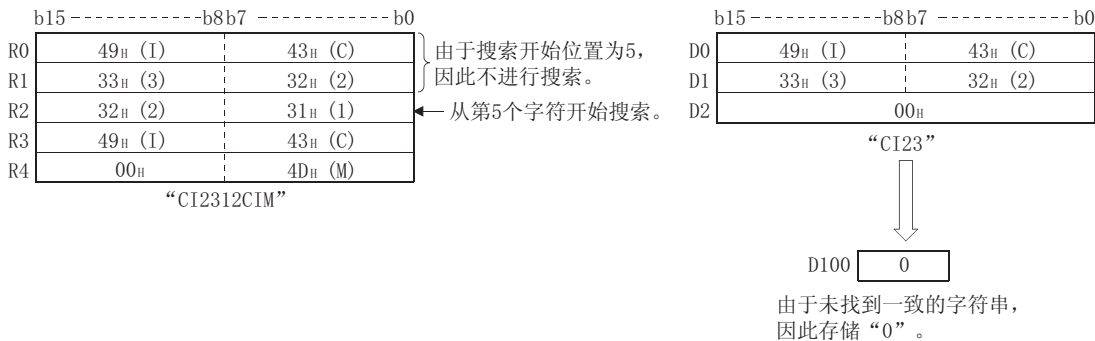 b15 b8 b7 b0
R0 49H (I) 43H (C)
R1 33H (3) 32H (2)
R2 32H (2) 31H (1)
R3 49H (I) 43H (C)
R4 00H 4DH (M)
“CI2312CIM”
由于搜索开始位置为5，
因此不进行搜索。
从第5个字符开始搜索。
b15 b8 b7 b0
D0 49H (I) 43H (C)
D1 33H (3) 32H (2)
D2 00H
“CI23”
D100 0
由于未找到一致的字符串，
因此存储“0”。